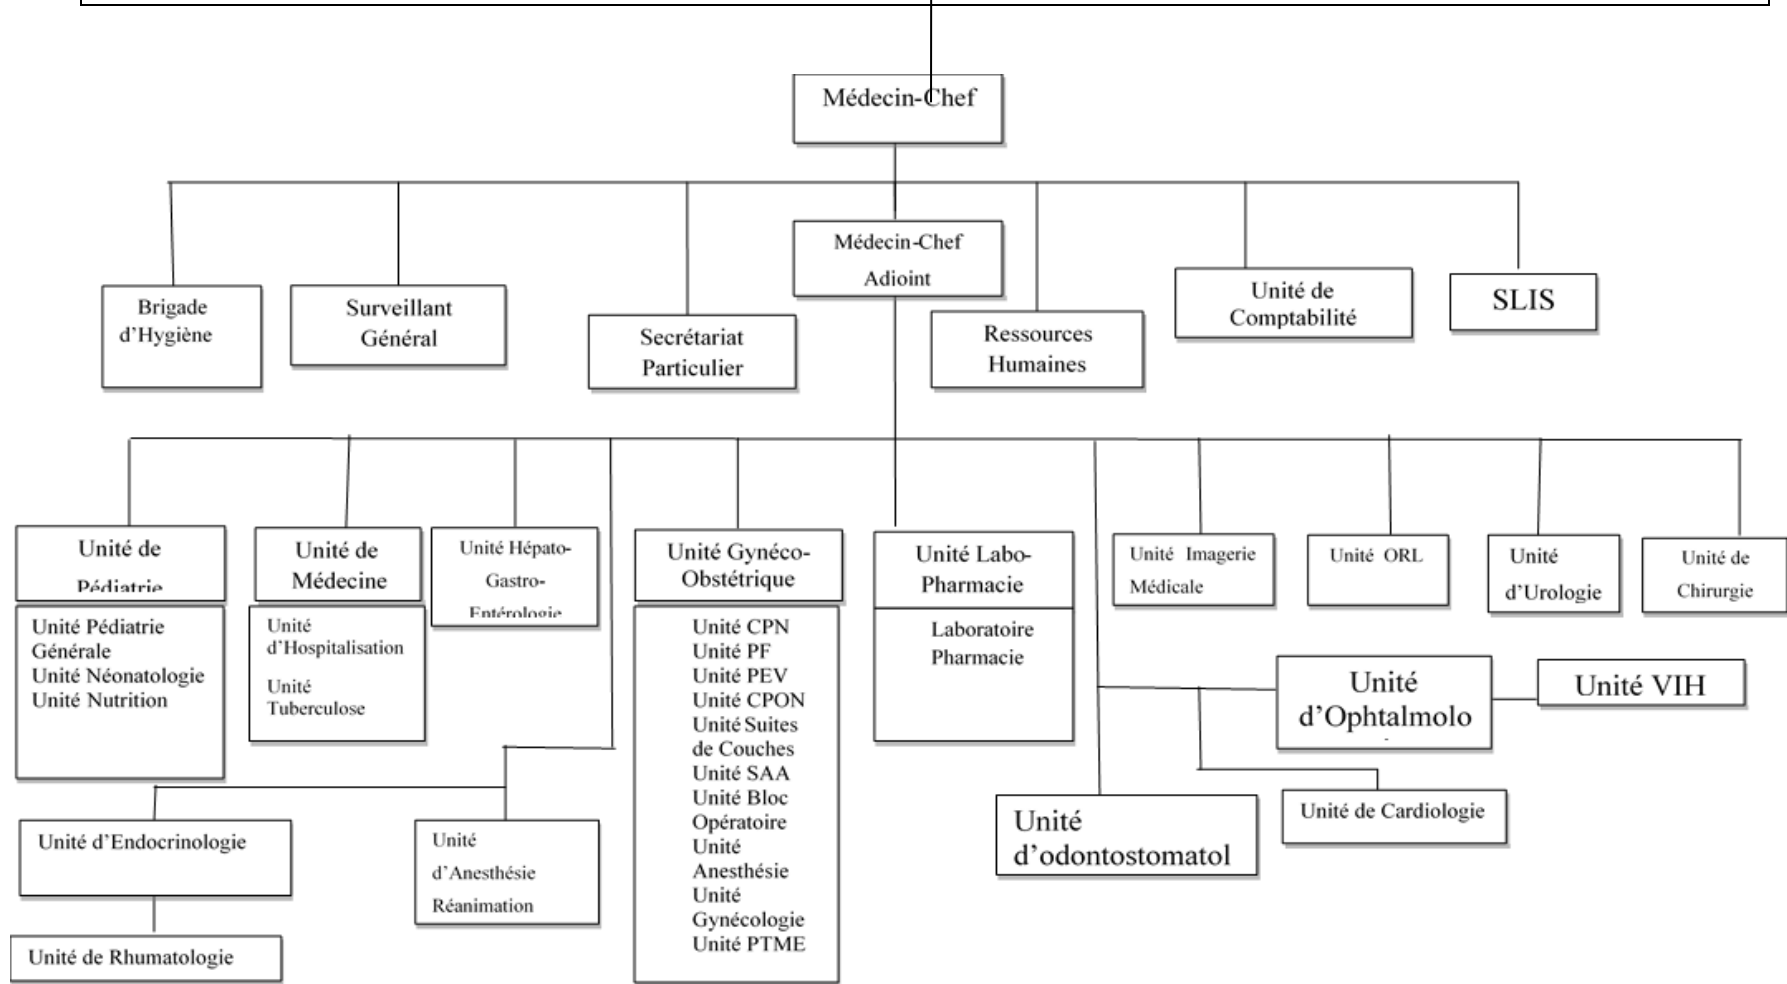 Médecin-Chef
Médecin-Chef
Adioint
Brigade
d’Hygiène
Surveillant
Général
Secrétariat
Particulier
Ressources
Humaines
Unité de
Comptabilité
SLIS
Unité de
Pédiatrie
Unité Pédiatrie
Générale
Unité Néonatologie
Unité Nutrition
Unité de
Médecine
Unité
d’Hospitalisation
Unité
Tuberculose
Unité Hépato-
Gastro-
Entérologie
Unité Gynéco-
Obstétrique
Unité CPN
Unité PF
Unité PEV
Unité CPON
Unité Suites
de Couches
Unité SAA
Unité Bloc
Opératoire
Unité
Anesthésie
Unité
Gynécologie
Unité PTME
Unité Labo-
Pharmacie
Laboratoire
Pharmacie
Unité Imagerie
Médicale
Unité ORL
Unité
d’Urologie
Unité de
Chirurgie
Unité
d’Ophtalmolo
Unité VIH
Unité de Cardiologie
Unité
d’odontostomatol
Unité d’Endocrinologie
Unité
d’Anesthésie
Réanimation
Unité de Rhumatologie